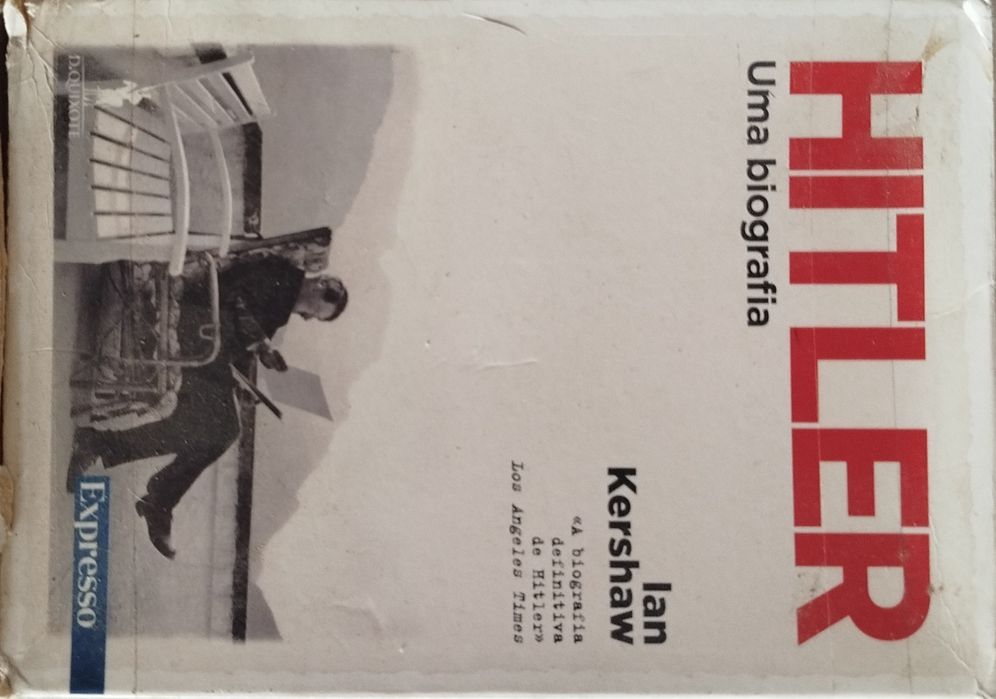 HITLER
Uma biografia
Ian
Kershaw
«A biografia
definitiva
de Hitler»
Los Angeles Times
D.QUIXOTE
Expresso